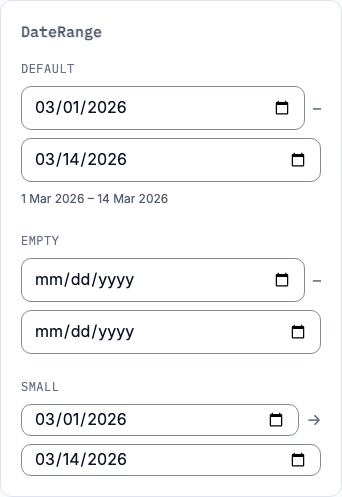 DateRange
DEFAULT
03/01/2026 –
03/14/2026
1 Mar 2026 – 14 Mar 2026
EMPTY
mm/dd/yyyy –
mm/dd/yyyy
SMALL
03/01/2026 →
03/14/2026